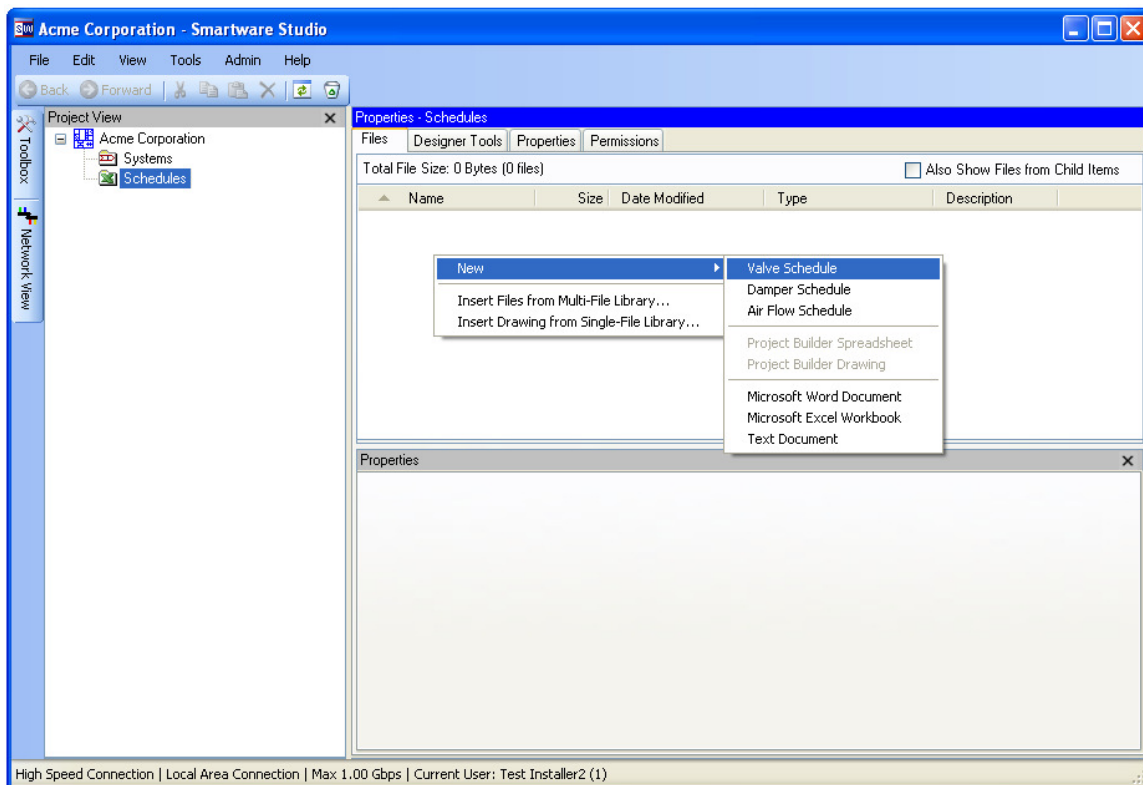 SW Acme Corporation - Smartware Studio
File Edit View Tools Admin Help
Back Forward
Toolbox
Network View
Project View
Acme Corporation
Systems
Schedules
Properties - Schedules
Files Designer Tools Properties Permissions
Total File Size: 0 Bytes (0 files) Also Show Files from Child Items
Name Size Date Modified Type Description
New
Insert Files from Multi-File Library...
Insert Drawing from Single-File Library...
Valve Schedule
Damper Schedule
Air Flow Schedule
Project Builder Spreadsheet
Project Builder Drawing
Microsoft Word Document
Microsoft Excel Workbook
Text Document
Properties
High Speed Connection | Local Area Connection | Max 1.00 Gbps | Current User: Test Installer2 (1)